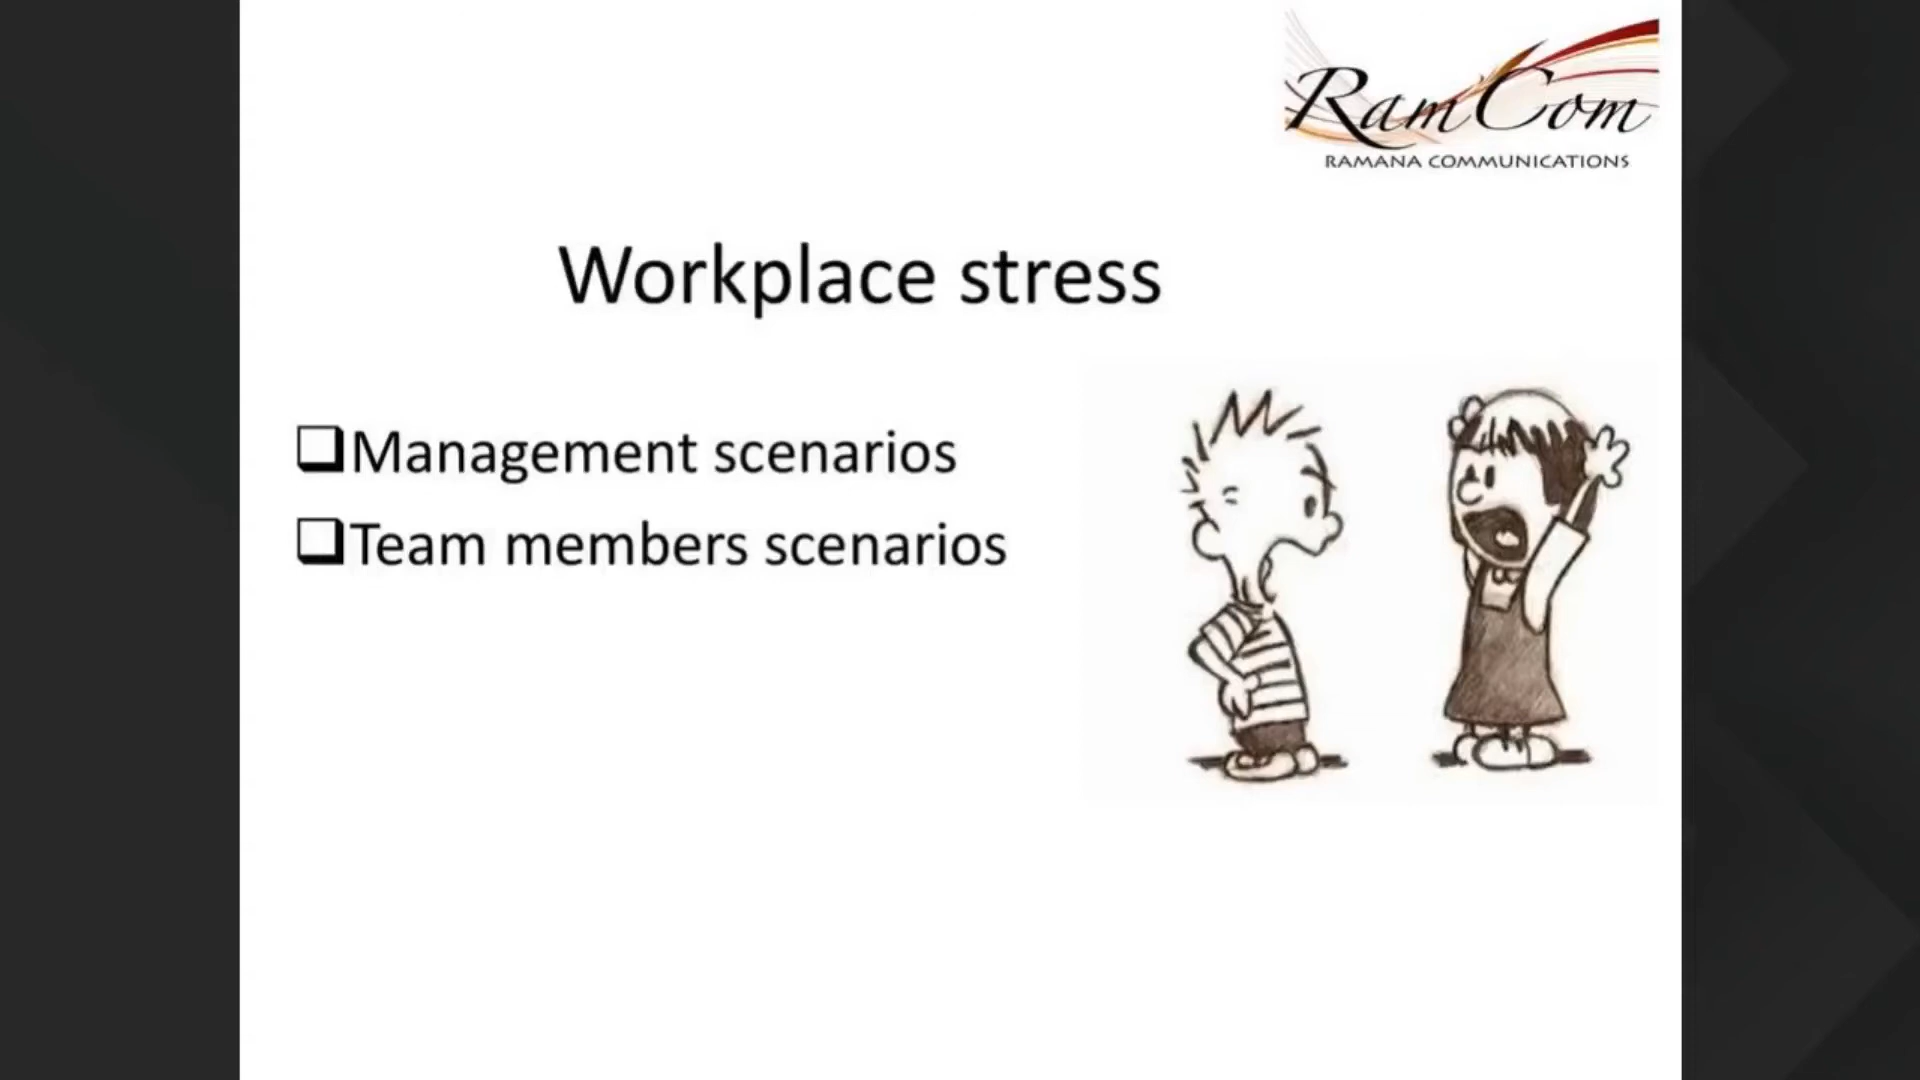 RamCom
RAMANA COMMUNICATIONS
Workplace stress
Management scenarios
Team members scenarios